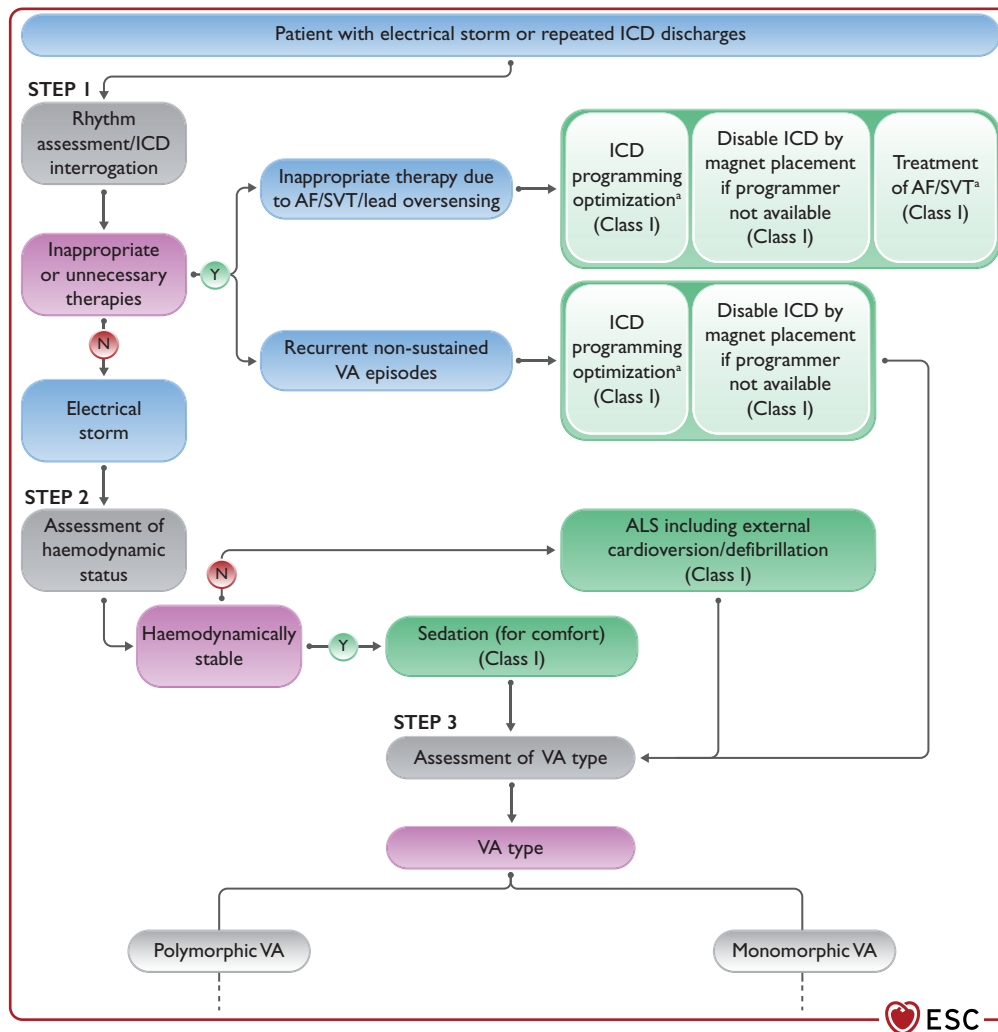 Patient with electrical storm or repeated ICD discharges
STEP 1
Rhythm
assessment/ICD
interrogation
Inappropriate
or unnecessary
therapies
Y
Inappropriate therapy due
to AF/SVT/lead oversensing
ICD
programming
optimizationᵃ
(Class I)
Disable ICD by
magnet placement
if programmer
not available
(Class I)
Treatment
of AF/SVTᵃ
(Class I)
Recurrent non-sustained
VA episodes
ICD
programming
optimizationᵃ
(Class I)
Disable ICD by
magnet placement
if programmer
not available
(Class I)
N
Electrical
storm
STEP 2
Assessment of
haemodynamic
status
Haemodynamically
stable
N
ALS including external
cardioversion/defibrillation
(Class I)
Y
Sedation (for comfort)
(Class I)
STEP 3
Assessment of VA type
VA type
Polymorphic VA
Monomorphic VA
ESC